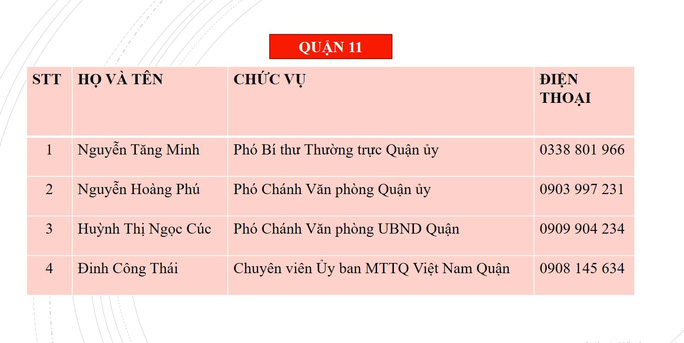 QUẬN 11
STT HỌ VÀ TÊN CHỨC VỤ ĐIỆN
THOẠI
1 Nguyễn Tăng Minh Phó Bí thư Thường trực Quận ủy 0338 801 966
2 Nguyễn Hoàng Phú Phó Chánh Văn phòng Quận ủy 0903 997 231
3 Huỳnh Thị Ngọc Cúc Phó Chánh Văn phòng UBND Quận 0909 904 234
4 Đinh Công Thái Chuyên viên Ủy ban MTTQ Việt Nam Quận 0908 145 634